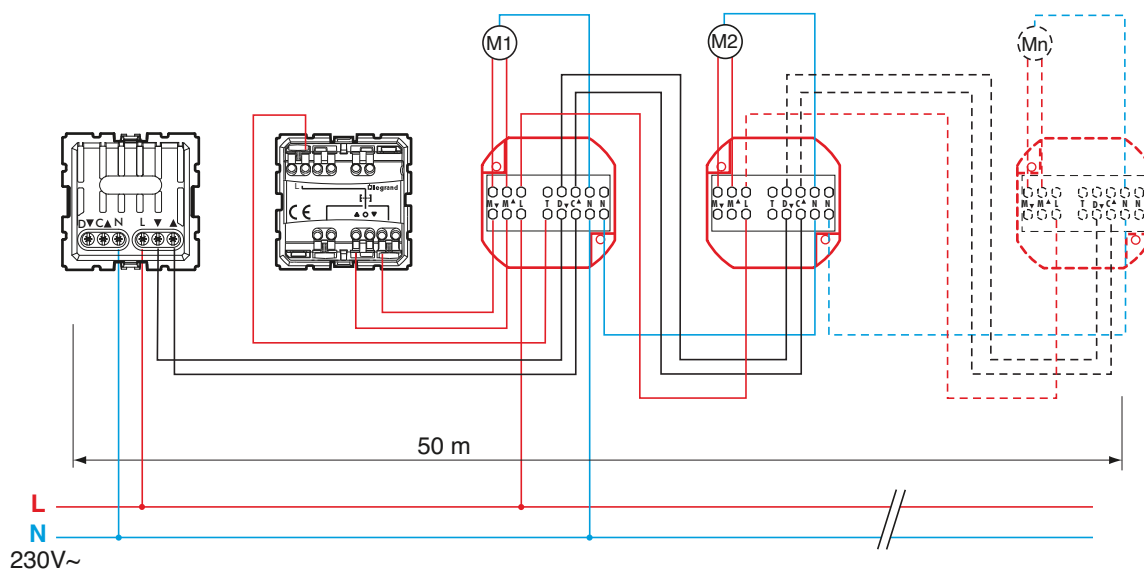 M1 M2 Mn
D▼ C▲ N L ▼ ▲
L legrand
CE ▲ O ▼
M▼ M▲ L T D▼ C▲ N N
M▼ M▲ L T D▼ C▲ N N
M▼ M▲ L T D▼ C▲ N N
50 m
L
N
230V~